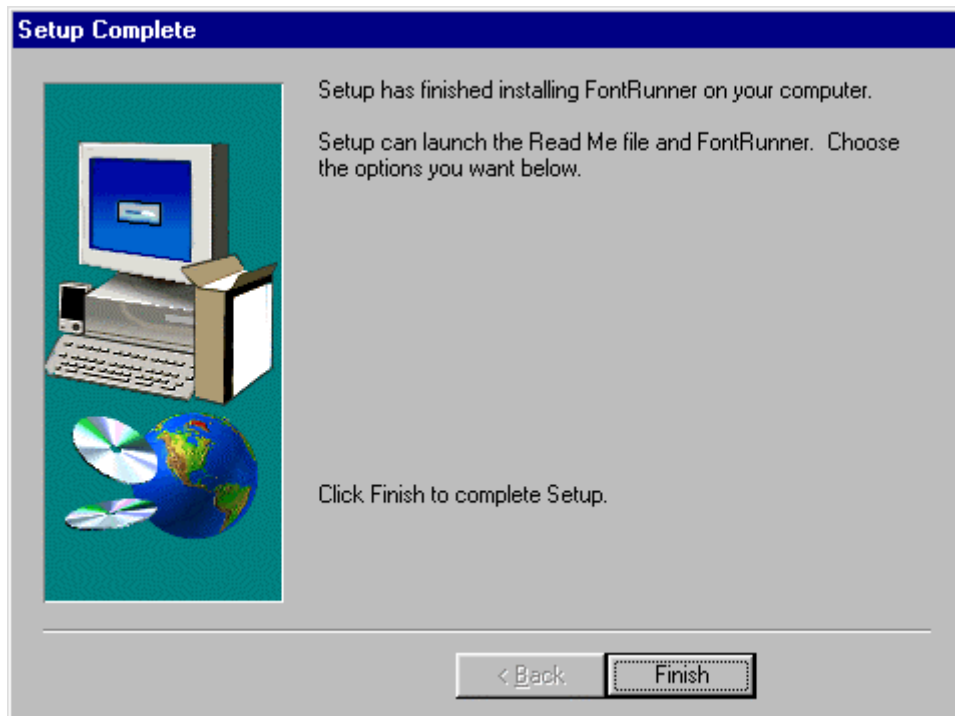 Setup Complete
Setup has finished installing FontRunner on your computer.
Setup can launch the Read Me file and FontRunner.  Choose
the options you want below.
Click Finish to complete Setup.
< Back
Finish